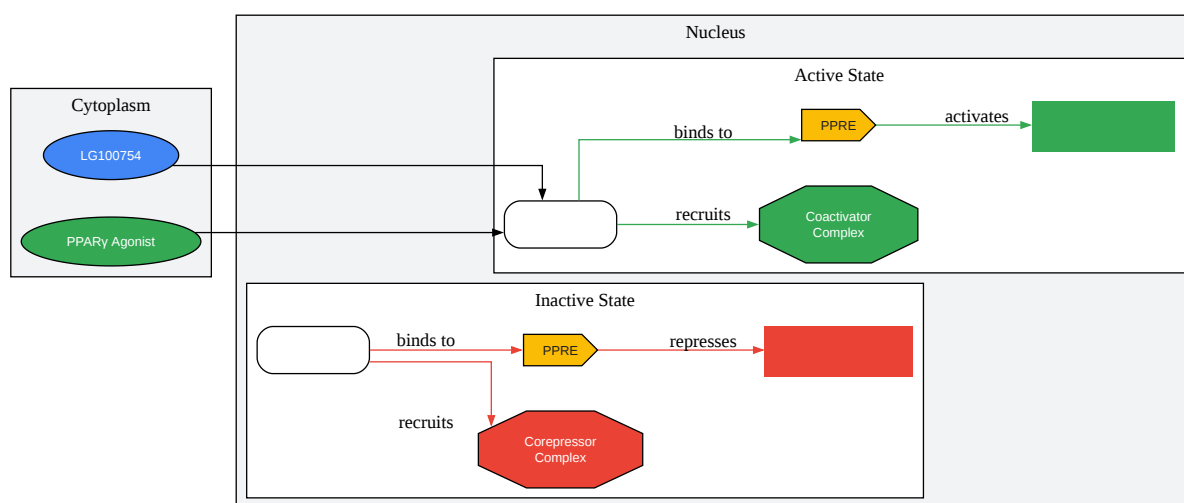 Nucleus
Active State
Cytoplasm
LG100754
PPARγ Agonist
binds to
PPRE
activates
recruits
Coactivator
Complex
Inactive State
binds to
PPRE
represses
recruits
Corepressor
Complex